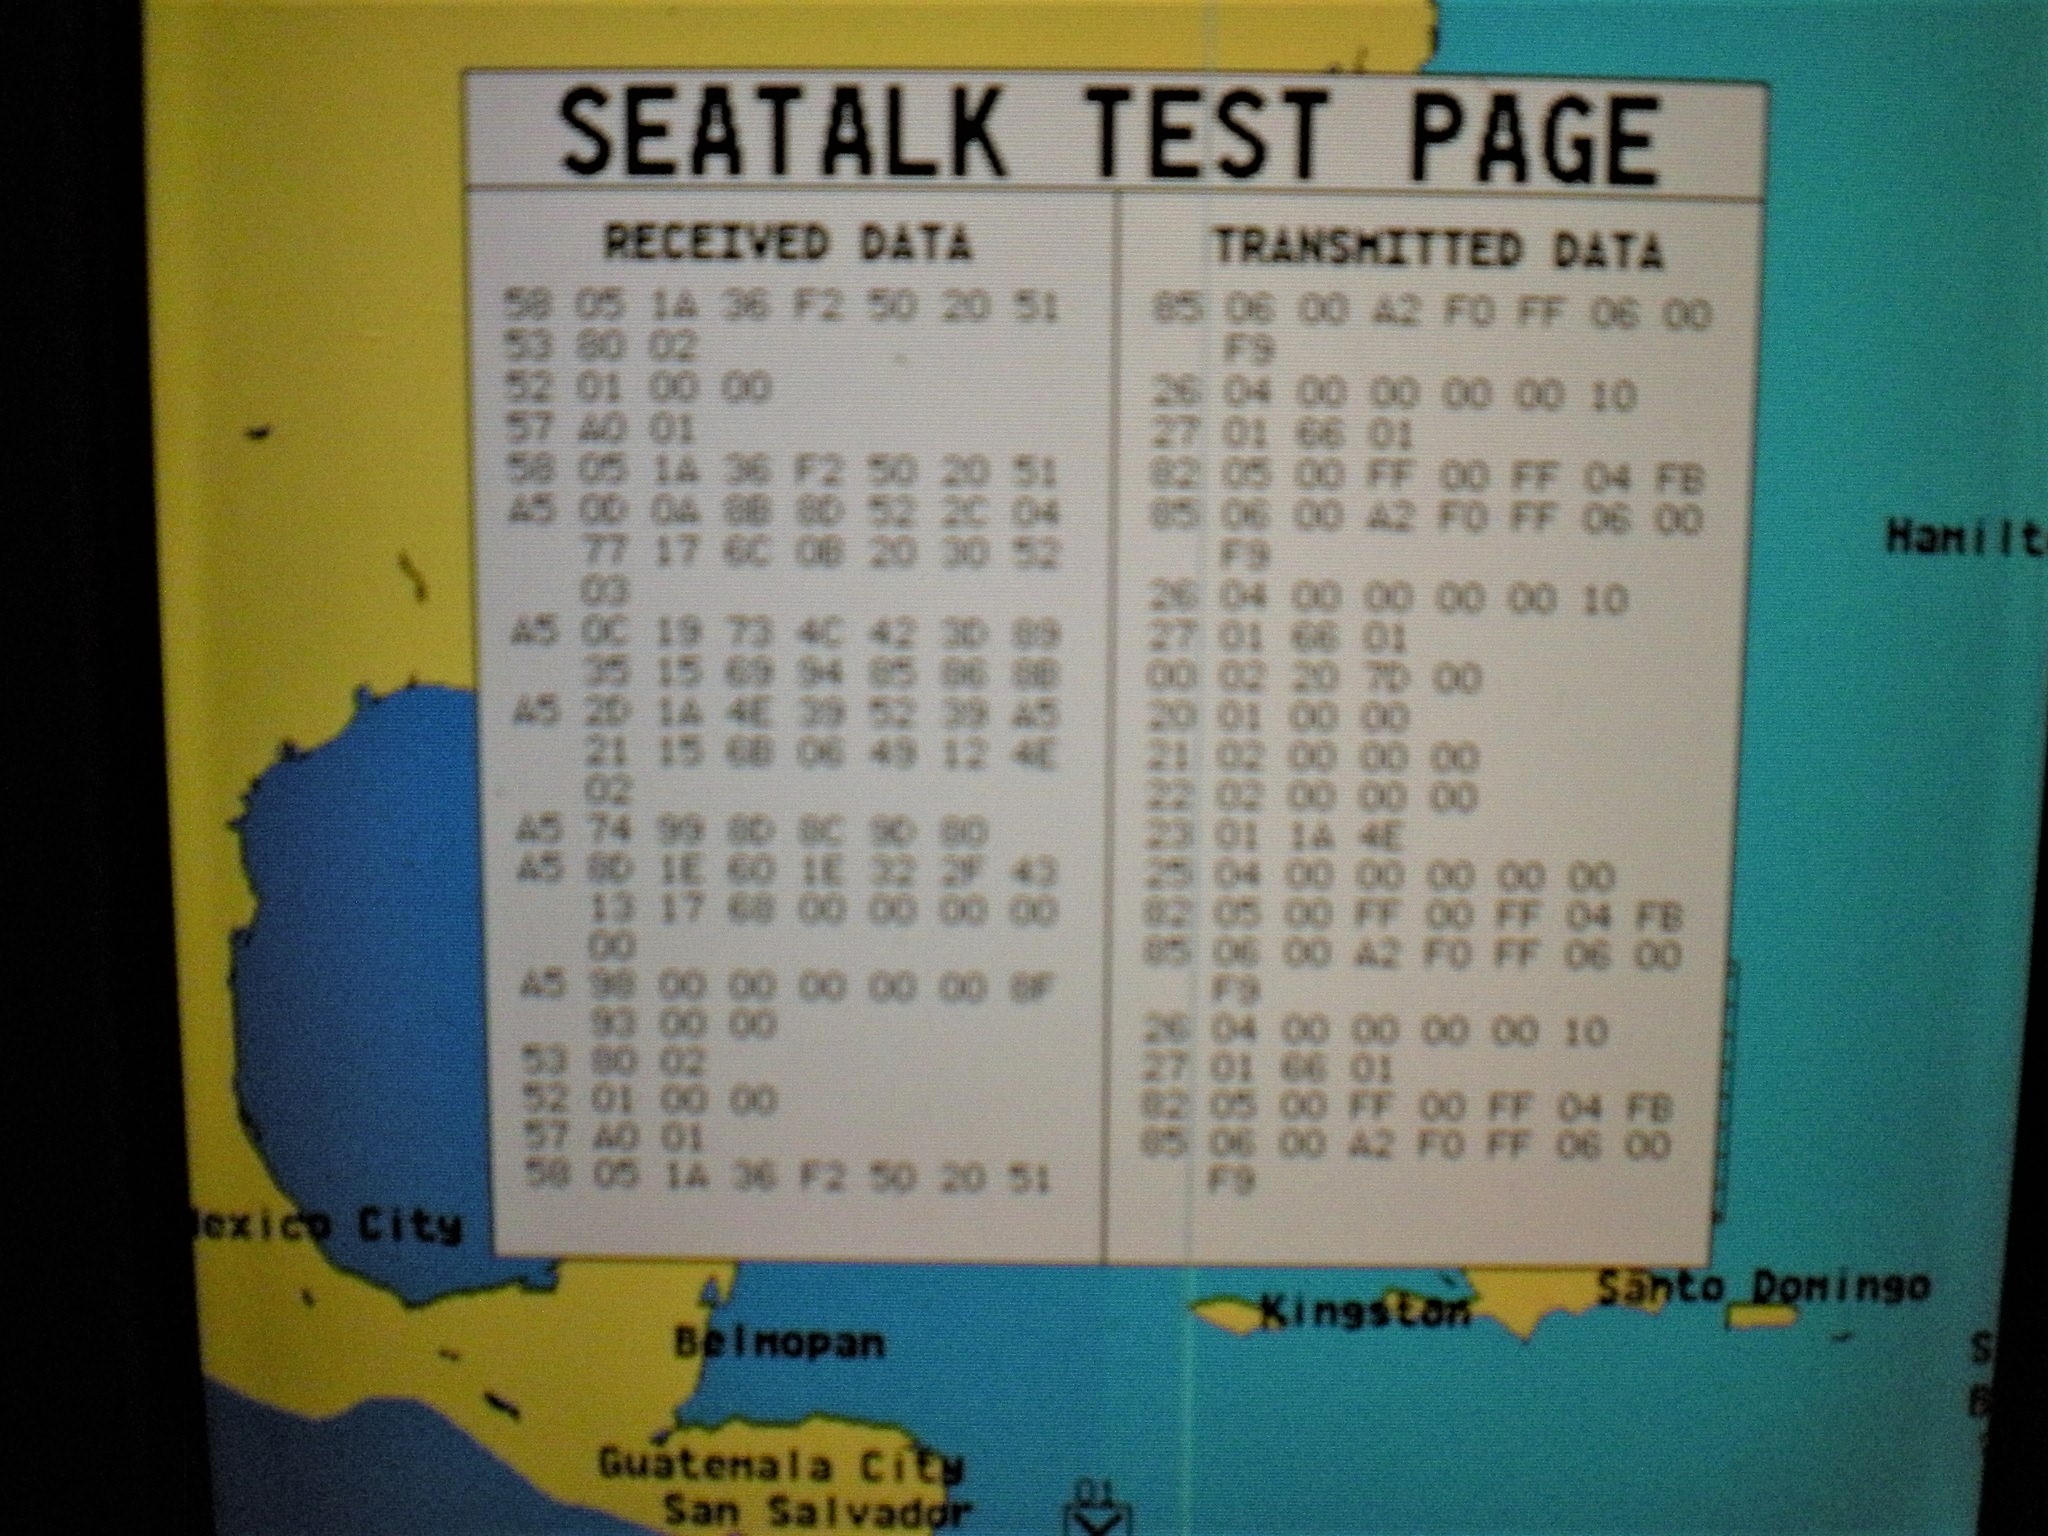 SEATALK TEST PAGE
RECEIVED DATA
58 05 1A 36 F2 50 20 51
53 80 02
52 01 00 00
57 A0 01
58 05 1A 36 F2 50 20 51
A5 0D 0A 8B 8D 52 2C 04
77 17 6C 0B 20 30 52
03
A5 0C 19 73 4C 42 3D 89
35 15 69 94 85 86 8B
A5 2D 1A 4E 39 52 39 A5
21 15 6B 06 49 12 4E
02
A5 74 99 8D 8C 9D 80
A5 8D 1E 60 1E 32 2F 43
13 17 68 00 00 00 00
00
A5 98 00 00 00 00 00 8F
93 00 00
53 80 02
52 01 00 00
57 A0 01
58 05 1A 36 F2 50 20 51
TRANSMITTED DATA
85 06 00 A2 F0 FF 06 00
F9
26 04 00 00 00 00 10
27 01 66 01
82 05 00 FF 00 FF 04 FB
85 06 00 A2 F0 FF 06 00
F9
26 04 00 00 00 00 10
27 01 66 01
00 02 20 7D 00
20 01 00 00
21 02 00 00 00
22 02 00 00 00
23 01 1A 4E
25 04 00 00 00 00 00
82 05 00 FF 00 FF 04 FB
85 06 00 A2 F0 FF 06 00
F9
26 04 00 00 00 00 10
27 01 66 01
82 05 00 FF 00 FF 04 FB
85 06 00 A2 F0 FF 06 00
F9
Hamilt
exico City
Santo Domingo
Kingston
Belmopan
Guatemala City
San Salvador
01